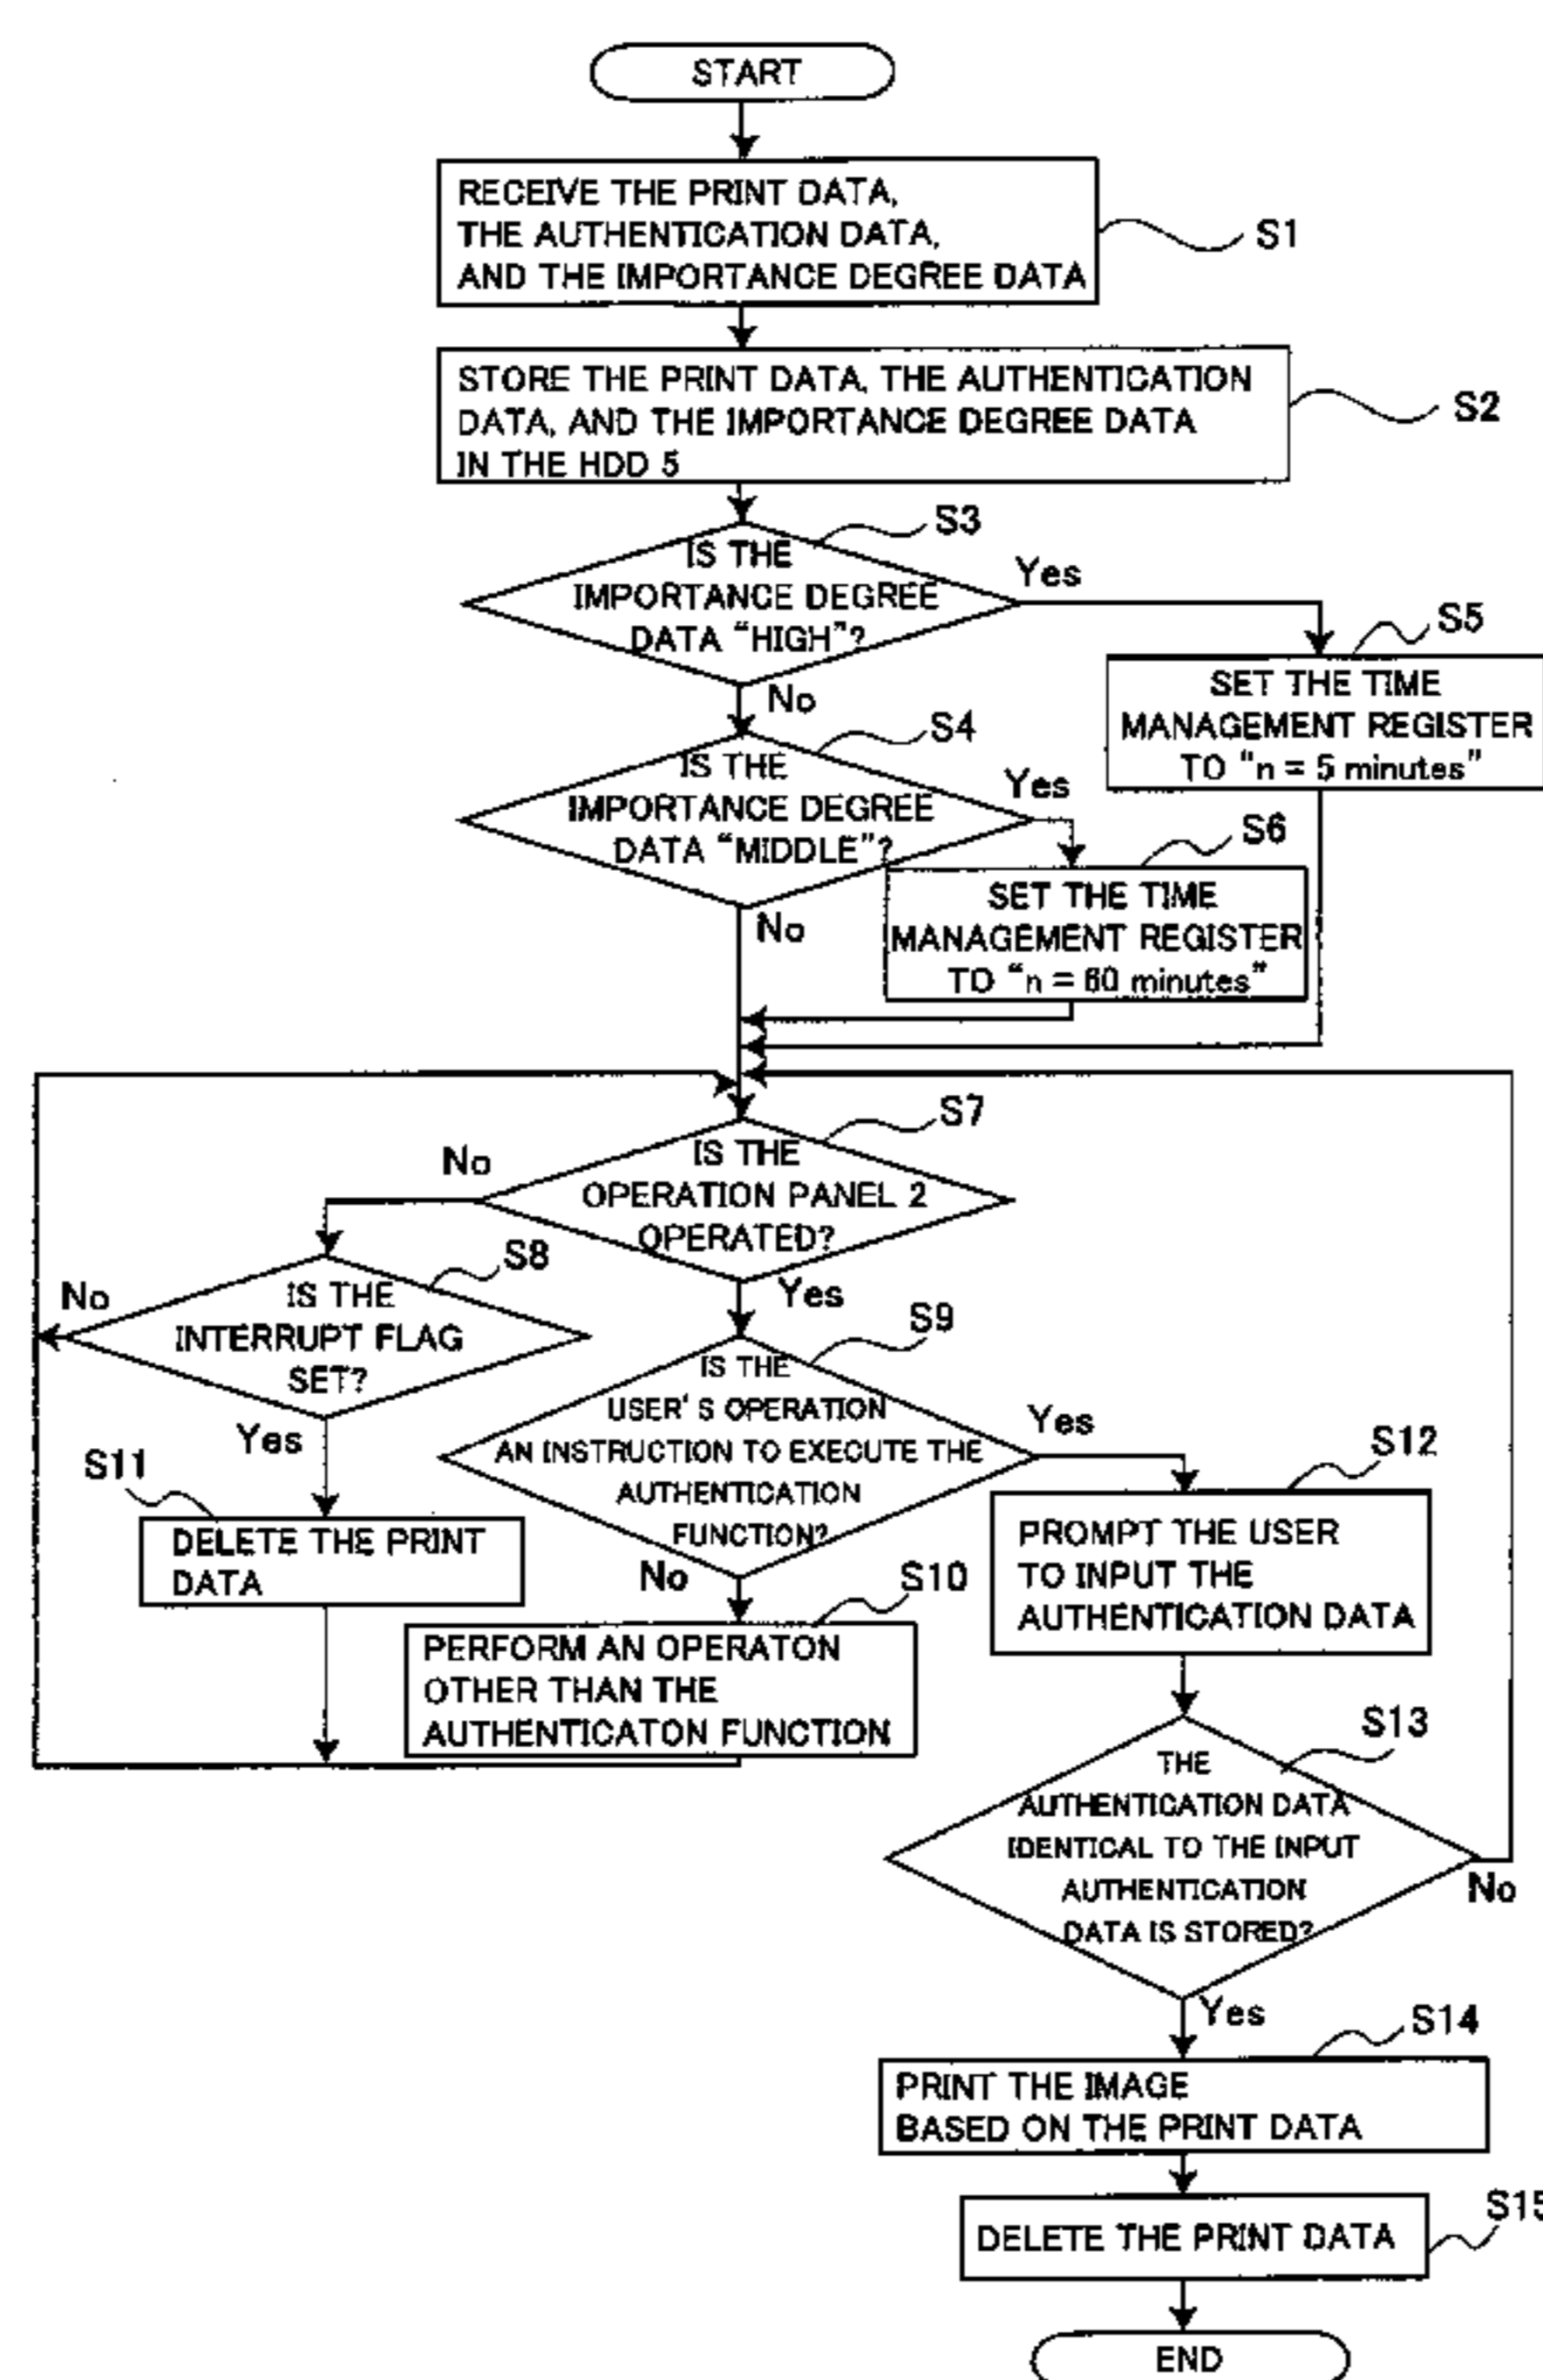 START
RECEIVE THE PRINT DATA,
THE AUTHENTICATION DATA,
AND THE IMPORTANCE DEGREE DATA
S1
STORE THE PRINT DATA, THE AUTHENTICATION
DATA, AND THE IMPORTANCE DEGREE DATA
IN THE HDD 5
S2
S3
IS THE
IMPORTANCE DEGREE
DATA “HIGH”?
Yes
No
S5
SET THE TIME
MANAGEMENT REGISTER
TO “n = 5 minutes”
S4
IS THE
IMPORTANCE DEGREE
DATA “MIDDLE”?
Yes
No
S6
SET THE TIME
MANAGEMENT REGISTER
TO “n = 60 minutes”
S7
IS THE
OPERATION PANEL 2
OPERATED?
No
Yes
S8
IS THE
INTERRUPT FLAG
SET?
No
Yes
S9
IS THE
USER’S OPERATION
AN INSTRUCTION TO EXECUTE THE
AUTHENTICATION
FUNCTION?
Yes
No
S11
DELETE THE PRINT
DATA
S10
PERFORM AN OPERATON
OTHER THAN THE
AUTHENTICATON FUNCTION
S12
PROMPT THE USER
TO INPUT THE
AUTHENTICATION DATA
S13
THE
AUTHENTICATION DATA
IDENTICAL TO THE INPUT
AUTHENTICATION
DATA IS STORED?
No
Yes
S14
PRINT THE IMAGE
BASED ON THE PRINT DATA
S15
DELETE THE PRINT DATA
END